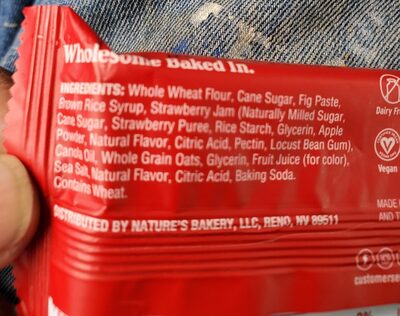 Wholesome Baked In.
INGREDIENTS: Whole Wheat Flour, Cane Sugar, Fig Paste,
Brown Rice Syrup, Strawberry Jam (Naturally Milled Sugar,
Cane Sugar, Strawberry Puree, Rice Starch, Glycerin, Apple
Powder, Natural Flavor, Citric Acid, Pectin, Locust Bean Gum),
Canola Oil, Whole Grain Oats, Glycerin, Fruit Juice (for color),
Sea Salt, Natural Flavor, Citric Acid, Baking Soda.
Contains Wheat.
DISTRIBUTED BY NATURE'S BAKERY, LLC, RENO, NV 89511
Dairy Fr
Vegan
MADE
AND T
customerse